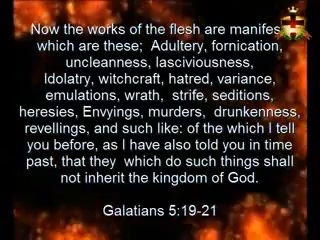 Now the works of the flesh are manifes
which are these;  Adultery, fornication,
uncleanness, lasciviousness,
Idolatry, witchcraft, hatred, variance,
emulations, wrath,  strife, seditions,
heresies, Envyings, murders,  drunkenness,
revellings, and such like: of the which I tell
you before, as I have also told you in time
past, that they  which do such things shall
not inherit the kingdom of God.
Galatians 5:19-21